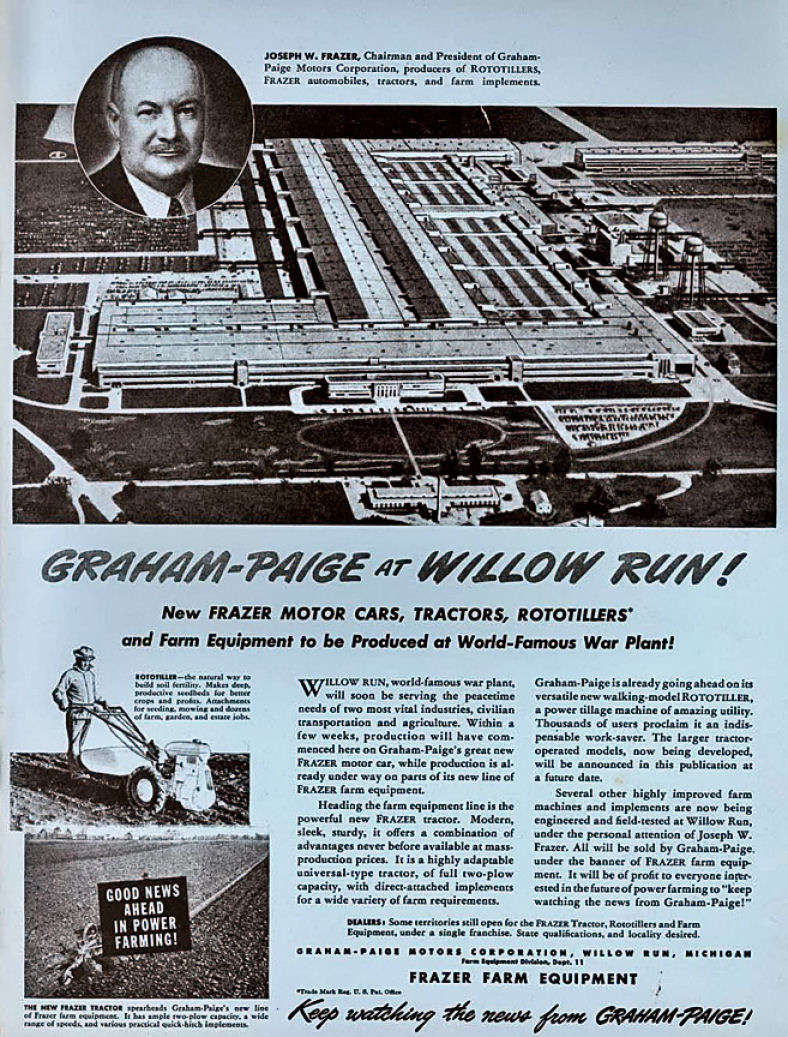 JOSEPH W. FRAZER, Chairman and President of Graham-
Paige Motors Corporation, producers of ROTOTILLERS,
FRAZER automobiles, tractors, and farm implements.
GRAHAM-PAIGE AT WILLOW RUN!
New FRAZER MOTOR CARS, TRACTORS, ROTOTILLERS*
and Farm Equipment to be Produced at World-Famous War Plant!
ROTOTILLER—the natural way to
build soil fertility. Makes deep,
productive seedbeds for better
crops and profits. Attachments
for seeding, mowing and dozens
of farm, garden, and estate jobs.
GOOD NEWS
AHEAD
IN POWER
FARMING!
THE NEW FRAZER TRACTOR spearheads Graham-Paige's new line
of Frazer farm equipment. It has ample two-plow capacity, a wide
range of speeds, and various practical quick-hitch implements.
WILLOW RUN, world-famous war plant,
will soon be serving the peacetime
needs of two most vital industries, civilian
transportation and agriculture. Within a
few weeks, production will have com-
menced here on Graham-Paige's great new
FRAZER motor car, while production is al-
ready under way on parts of its new line of
FRAZER farm equipment.
Heading the farm equipment line is the
powerful new FRAZER tractor. Modern,
sleek, sturdy, it offers a combination of
advantages never before available at mass-
production prices. It is a highly adaptable
universal-type tractor, of full two-plow
capacity, with direct-attached implements
for a wide variety of farm requirements.
Graham-Paige is already going ahead on its
versatile new walking-model ROTOTILLER,
a power tillage machine of amazing utility.
Thousands of users proclaim it an indis-
pensable work-saver. The larger tractor-
operated models, now being developed,
will be announced in this publication at
a future date.
Several other highly improved farm
machines and implements are now being
engineered and field-tested at Willow Run,
under the personal attention of Joseph W.
Frazer. All will be sold by Graham-Paige,
under the banner of FRAZER farm equip-
ment. It will be of profit to everyone inter-
ested in the future of power farming to "keep
watching the news from Graham-Paige!"
DEALERS: Some territories still open for the FRAZER Tractor, Rototillers and Farm
Equipment, under a single franchise. State qualifications, and locality desired.
GRAHAM-PAIGE MOTORS CORPORATION, WILLOW RUN, MICHIGAN
Farm Equipment Division, Dept. 11
FRAZER FARM EQUIPMENT
*Trade Mark Reg. U. S. Pat. Office
Keep watching the news from GRAHAM-PAIGE!